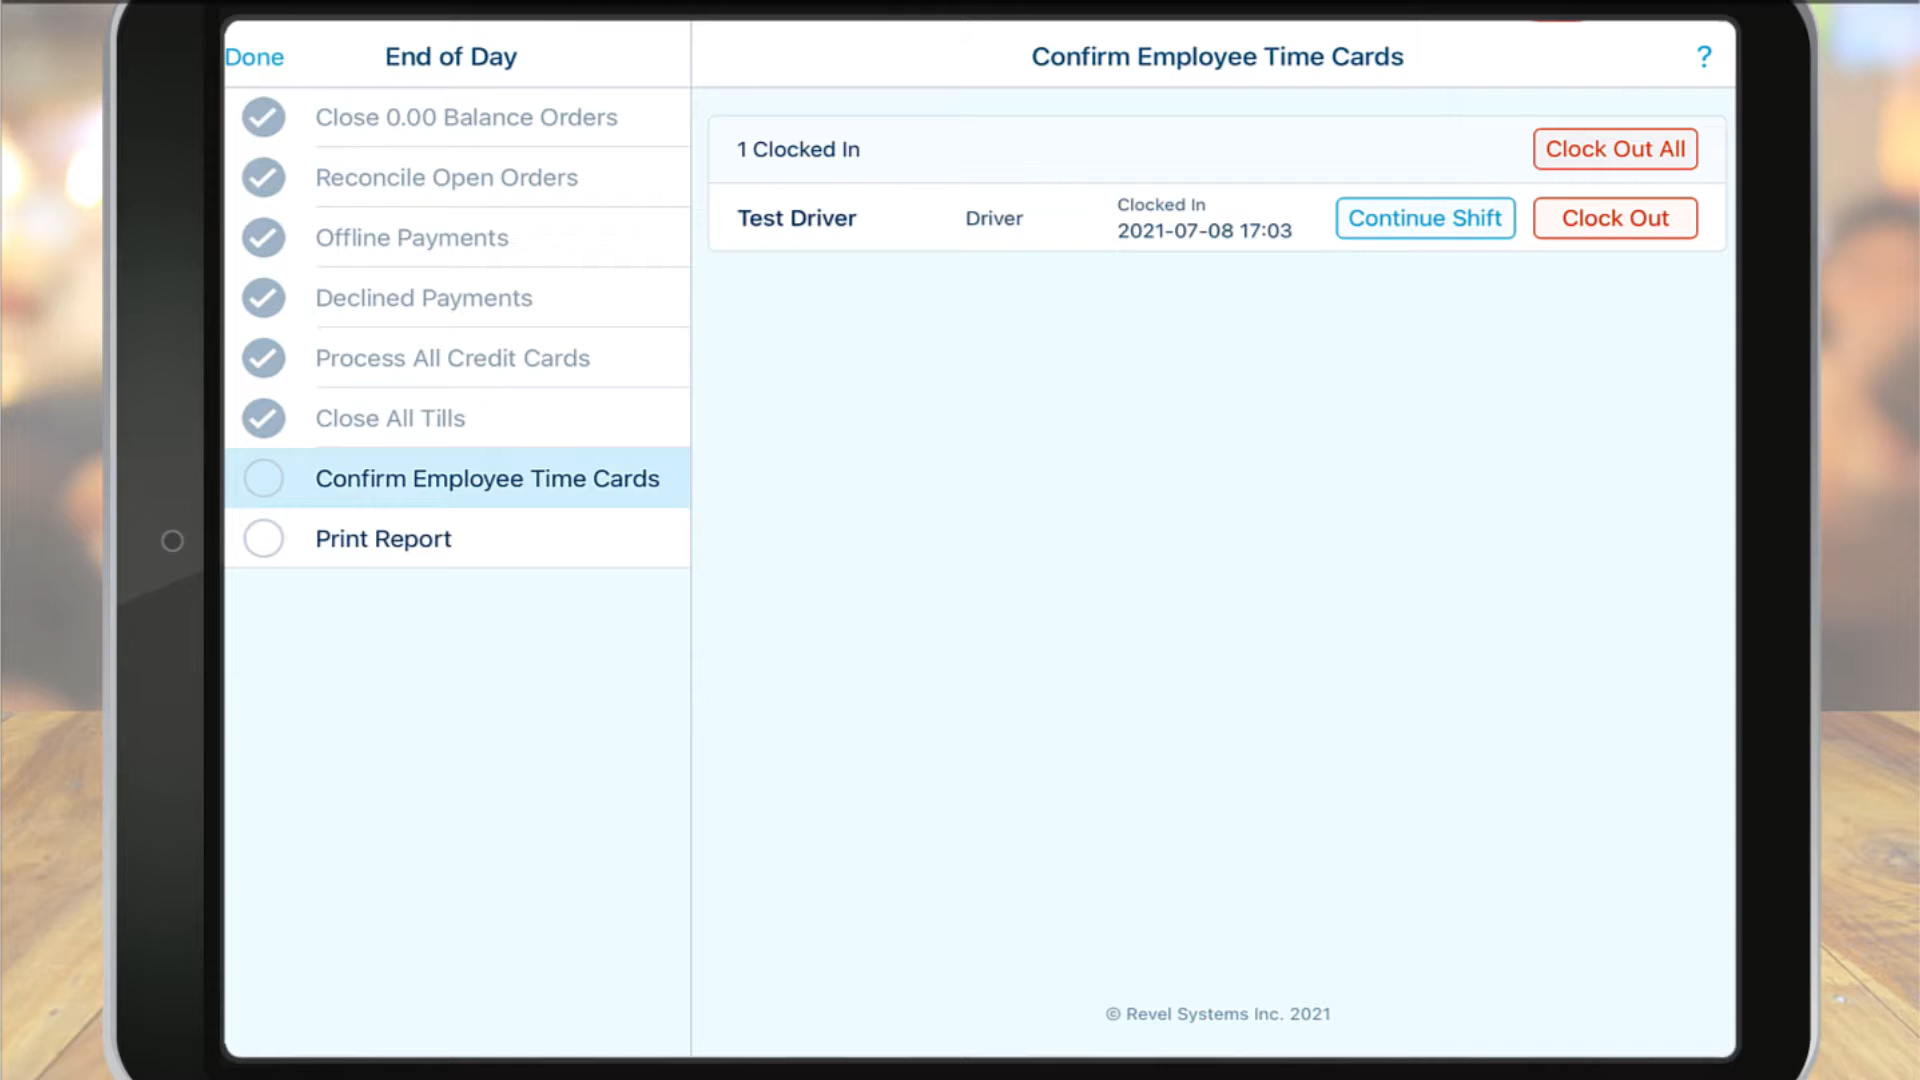 Done
End of Day
Confirm Employee Time Cards
?
Close 0.00 Balance Orders
Reconcile Open Orders
Offline Payments
Declined Payments
Process All Credit Cards
Close All Tills
Confirm Employee Time Cards
Print Report
1 Clocked In
Clock Out All
Test Driver
Driver
Clocked In
2021-07-08 17:03
Continue Shift
Clock Out
© Revel Systems Inc. 2021